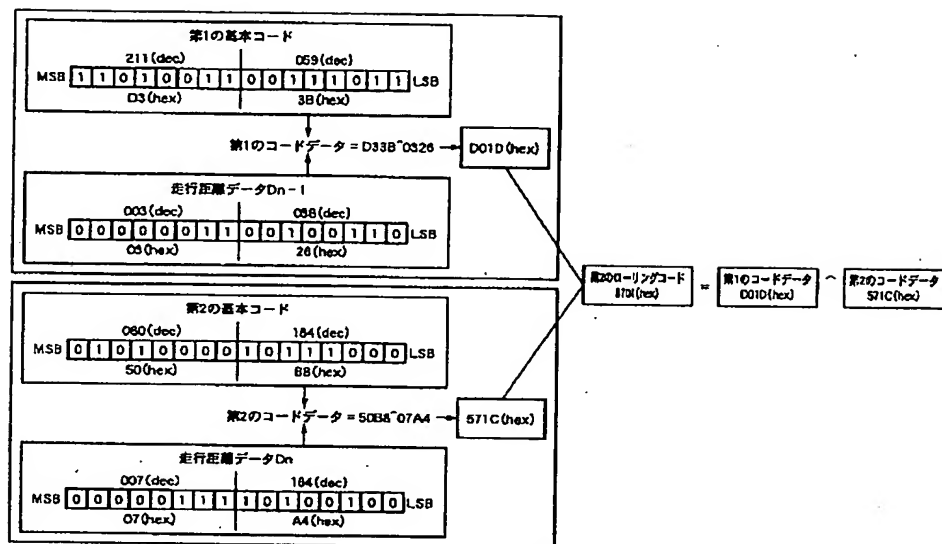 第1の基本コード
211(dec) 059(dec)
MSB 1 1 0 1 0 0 1 1 0 0 1 1 1 0 1 1 LSB
D3(hex) 3B(hex)
第1のコードデータ = D33B^0326 D01D(hex)
走行距離データDn-1
003(dec) 038(dec)
MSB 0 0 0 0 0 0 1 1 0 0 1 0 0 1 1 0 LSB
03(hex) 26(hex)
第2の基本コード
080(dec) 184(dec)
MSB 0 1 0 1 0 0 0 0 1 0 1 1 1 0 0 0 LSB
50(hex) B8(hex)
第2のコードデータ = 50B8^07A4 571C(hex)
走行距離データDn
007(dec) 164(dec)
MSB 0 0 0 0 0 1 1 1 1 0 1 0 0 1 0 0 LSB
07(hex) A4(hex)
ローリングコード = 第1のコードデータ ^ 第2のコードデータ
8701(hex) D01D(hex) 571C(hex)